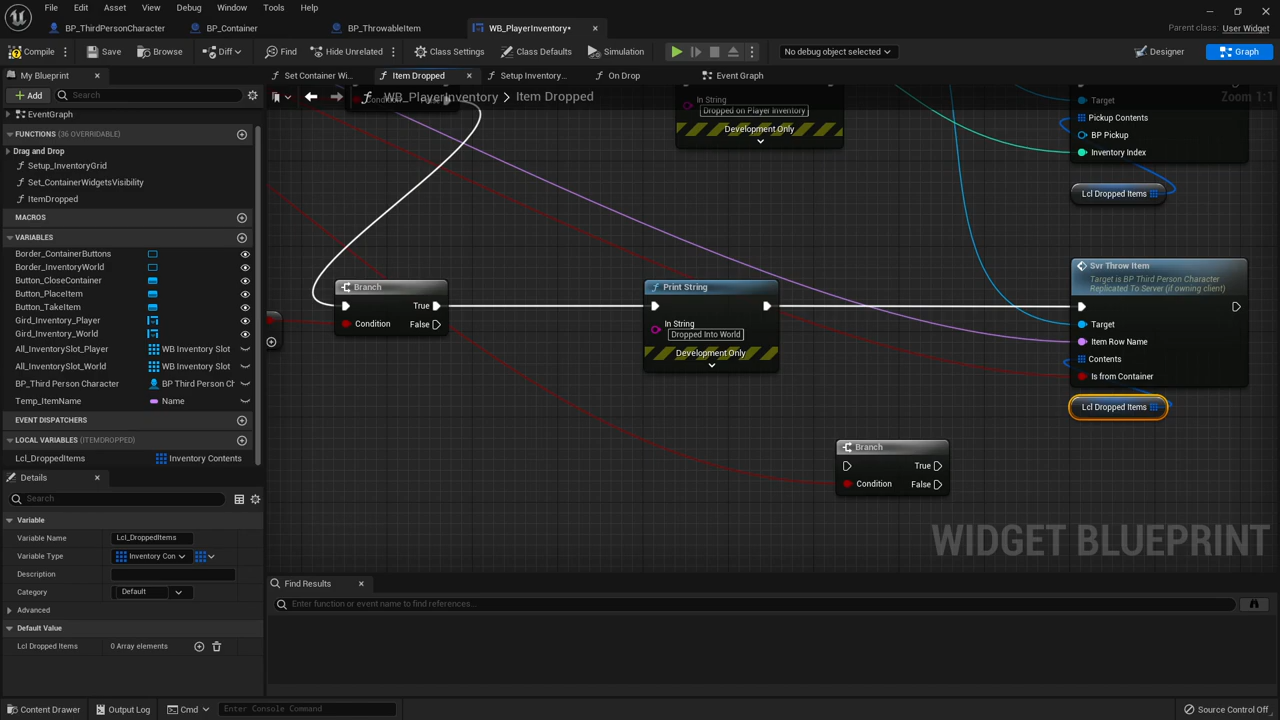 File Edit Asset View Debug Window Tools Help
Parent class: User Widget
BP_ThirdPersonCharacter BP_Container BP_ThrowableItem WB_PlayerInventory*
Compile Save Browse Diff Find Hide Unrelated Class Settings Class Defaults Simulation No debug object selected Designer Graph
My Blueprint
Set Container Wi... Item Dropped Setup Inventory... On Drop Event Graph
Add Search
WB_PlayerInventory > Item Dropped Zoom 1:1
EventGraph
FUNCTIONS (36 OVERRIDABLE)
Drag and Drop
Setup_InventoryGrid
Set_ContainerWidgetsVisibility
ItemDropped
MACROS
VARIABLES
Border_ContainerButtons
Border_InventoryWorld
Button_CloseContainer
Button_PlaceItem
Button_TakeItem
Gird_Inventory_Player
Grid_Inventory_World
All_InventorySlot_Player WB Inventory Slot
All_InventorySlot_World WB Inventory Slot
BP_Third Person Character BP Third Person Ch
Temp_ItemName Name
EVENT DISPATCHERS
LOCAL VARIABLES (ITEMDROPPED)
Lcl_DroppedItems Inventory Contents
Details
Search
Variable
Variable Name Lcl_DroppedItems
Variable Type Inventory Con
Description
Category Default
Advanced
Default Value
Lcl Dropped Items 0 Array elements
In String
Dropped on Player Inventory
Development Only
Target
Pickup Contents
BP Pickup
Inventory Index
Lcl Dropped Items
Branch
True
Condition False
Print String
In String
Dropped Into World
Development Only
Svr Throw Item
Target is BP Third Person Character
Replicated To Server (if owning client)
Target
Item Row Name
Contents
Is from Container
Lcl Dropped Items
Branch
True
Condition False
WIDGET BLUEPRINT
Find Results
Enter function or event name to find references...
Content Drawer Output Log Cmd Enter Console Command Source Control Off